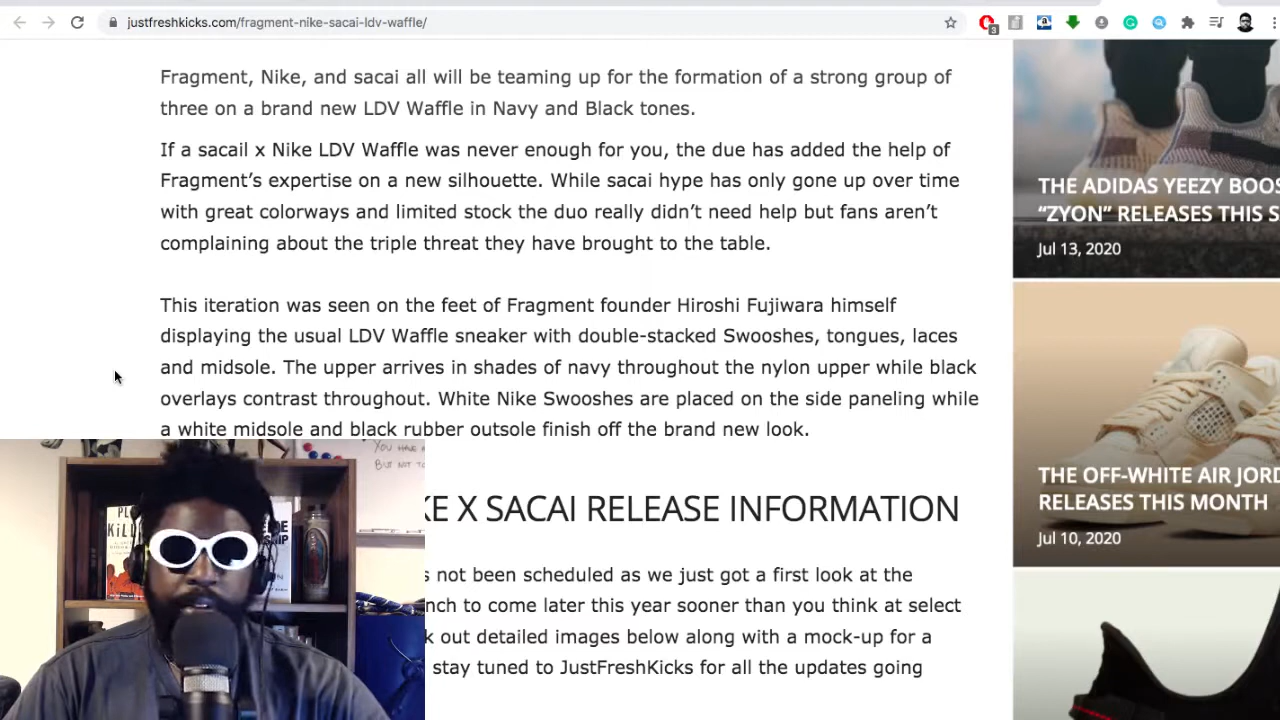 justfreshkicks.com/fragment-nike-sacai-ldv-waffle/
3
Fragment, Nike, and sacai all will be teaming up for the formation of a strong group of
three on a brand new LDV Waffle in Navy and Black tones.
If a sacail x Nike LDV Waffle was never enough for you, the due has added the help of
Fragment’s expertise on a new silhouette. While sacai hype has only gone up over time
with great colorways and limited stock the duo really didn’t need help but fans aren’t
complaining about the triple threat they have brought to the table.
This iteration was seen on the feet of Fragment founder Hiroshi Fujiwara himself
displaying the usual LDV Waffle sneaker with double-stacked Swooshes, tongues, laces
and midsole. The upper arrives in shades of navy throughout the nylon upper while black
overlays contrast throughout. White Nike Swooshes are placed on the side paneling while
a white midsole and black rubber outsole finish off the brand new look.
KE X SACAI RELEASE INFORMATION
s not been scheduled as we just got a first look at the
nch to come later this year sooner than you think at select
k out detailed images below along with a mock-up for a
stay tuned to JustFreshKicks for all the updates going
THE ADIDAS YEEZY BOOS
“ZYON” RELEASES THIS S
Jul 13, 2020
THE OFF-WHITE AIR JORD
RELEASES THIS MONTH
Jul 10, 2020
YOU HAVE
BUT NOT